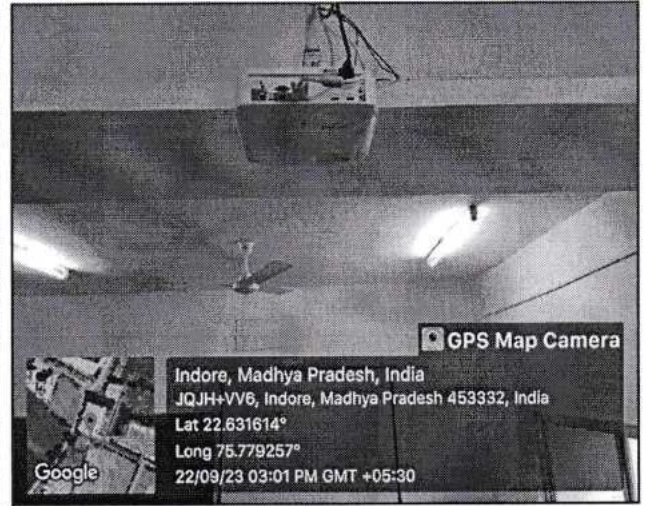 GPS Map Camera
Indore, Madhya Pradesh, India
JQJH+VV6, Indore, Madhya Pradesh 453332, India
Lat 22.631614°
Long 75.779257°
22/09/23 03:01 PM GMT +05:30
Google